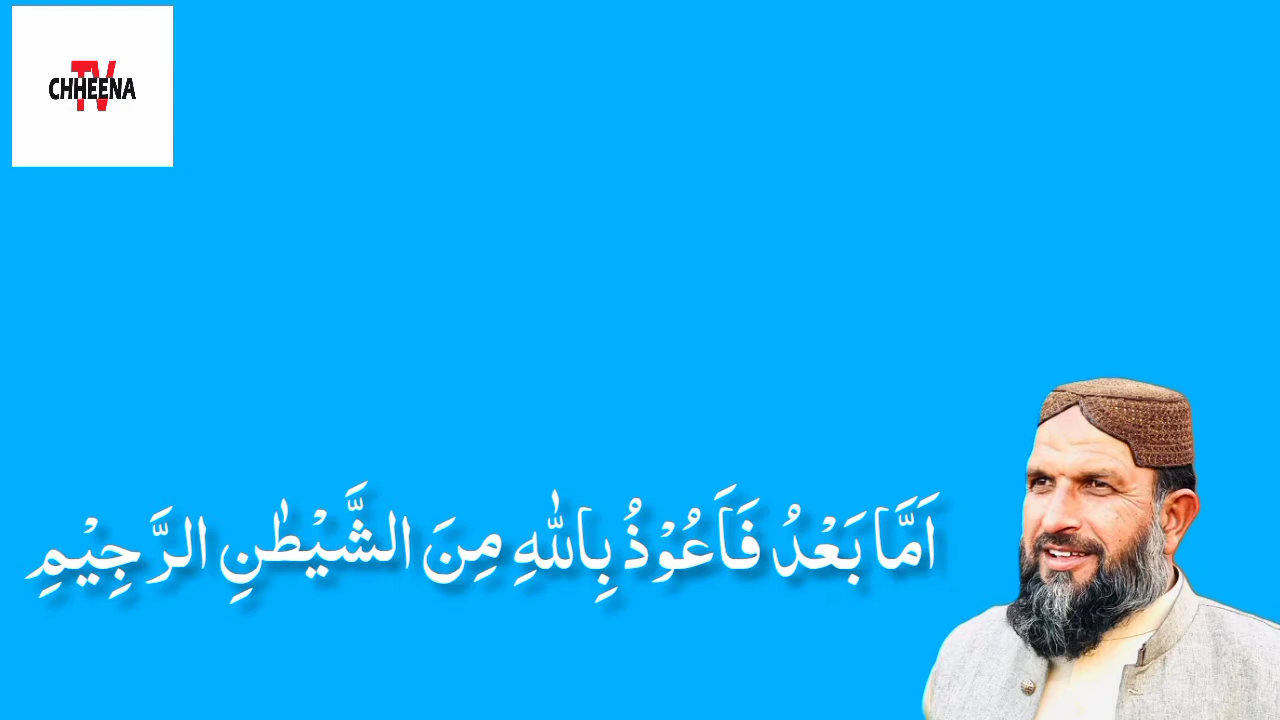 CHHEENA TV
اَمَّا بَعْدُ فَاَعُوْذُ بِاللّٰهِ مِنَ الشَّيْطٰنِ الرَّجِيْمِ